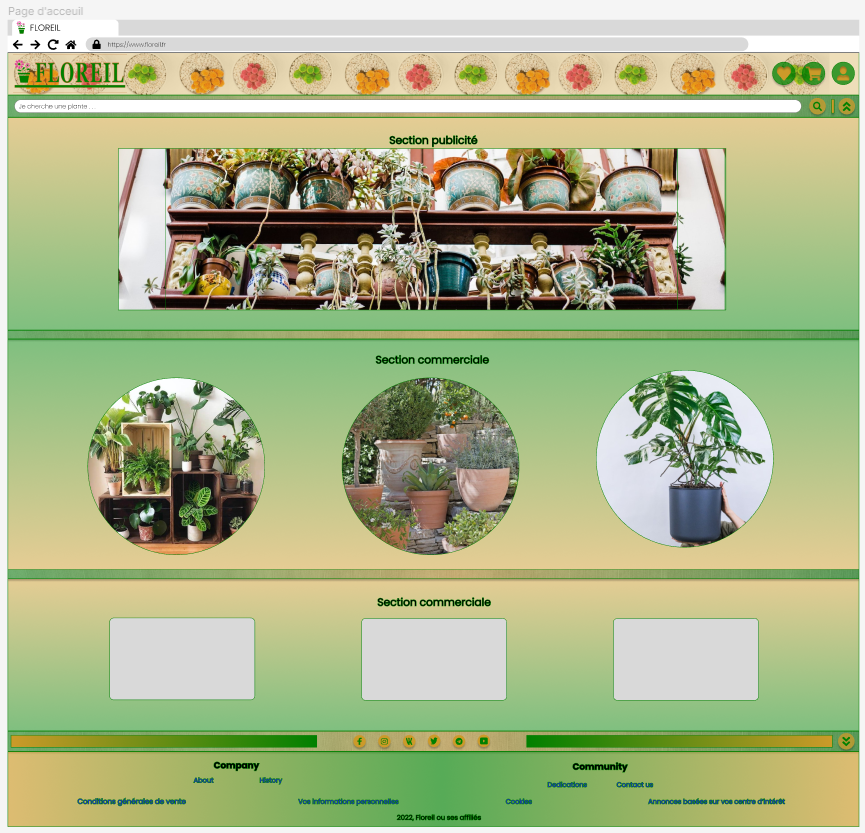 Page d'acceuil
FLOREIL
https://www.floreil.fr
FLOREIL
Je cherche une plante.....
Section publicité
Section commerciale
Section commerciale
Company
Community
About History
Dedications Contact us
Conditions générales de vente Vos informations personnelles Cookies Annonces basées sur vos centre d'intérêt
2022, Floreil ou ses affiliés